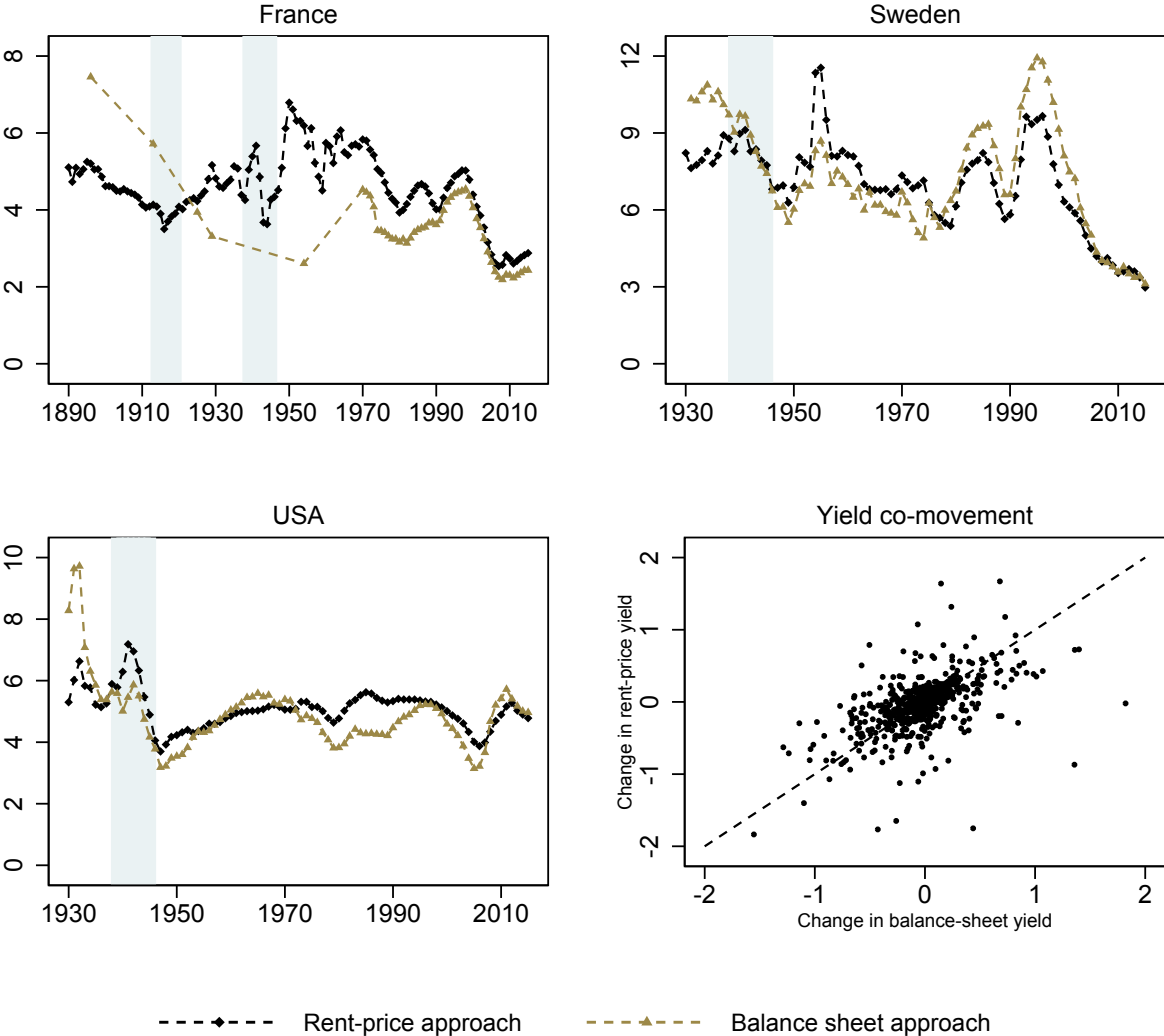 France
8
6
4
2
0
1890 1910 1930 1950 1970 1990 2010
Sweden
12
9
6
3
0
1930 1950 1970 1990 2010
USA
10
8
6
4
2
0
1930 1950 1970 1990 2010
Yield co-movement
Change in rent-price yield
2
1
0
-1
-2
-2 -1 0 1 2
Change in balance-sheet yield
Rent-price approach Balance sheet approach